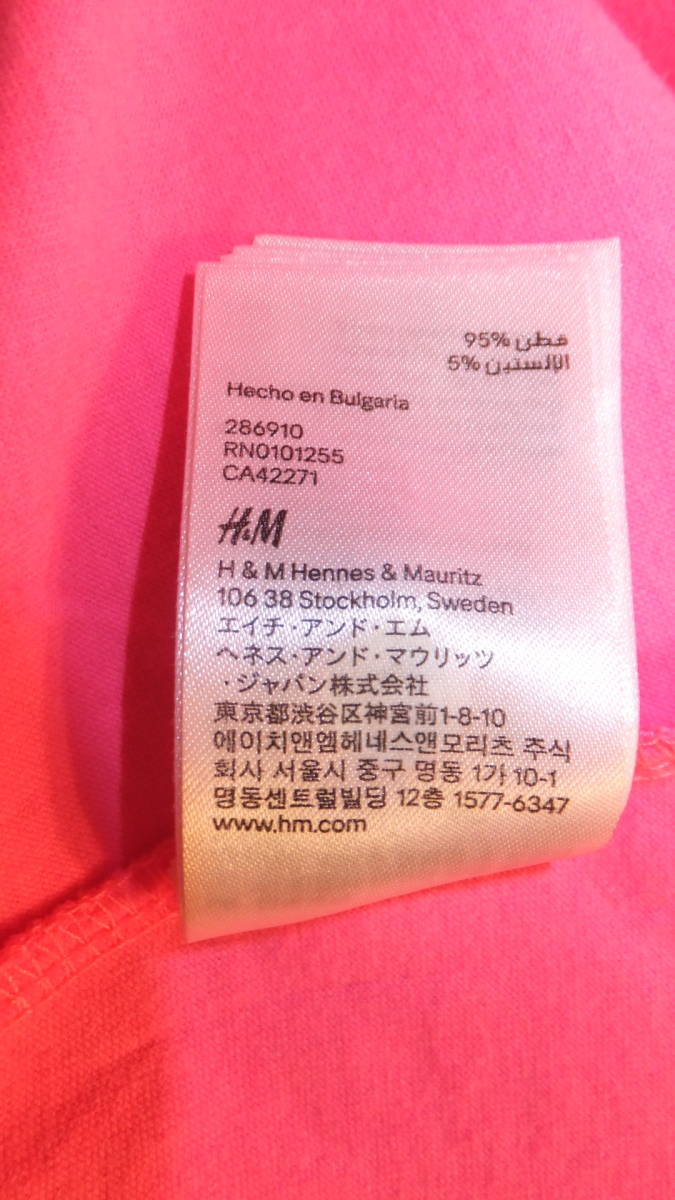 قطن %95
الإلستين %5
Hecho en Bulgaria
286910
RN0101255
CA42271
H&M
H & M Hennes & Mauritz
106 38 Stockholm, Sweden
エイチ・アンド・エム
ヘネス・アンド・マウリッツ
・ジャパン株式会社
東京都渋谷区神宮前1-8-10
에이치앤엠헤네스앤모리츠 주식
회사 서울시 중구 명동 1가 10-1
명동센트럴빌딩 12층 1577-6347
www.hm.com